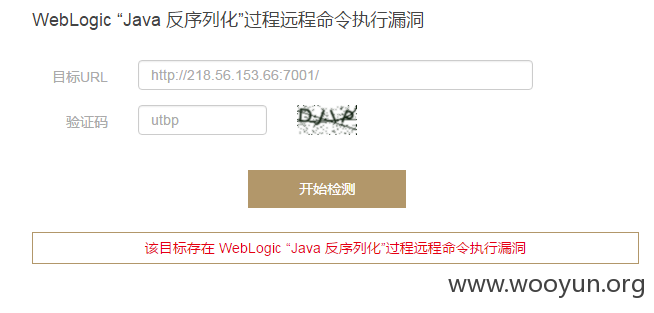 WebLogic “Java 反序列化”过程远程命令执行漏洞
目标URL http://218.56.153.66:7001/
验证码 utbp
开始检测
该目标存在 WebLogic “Java 反序列化”过程远程命令执行漏洞
www.wooyun.org